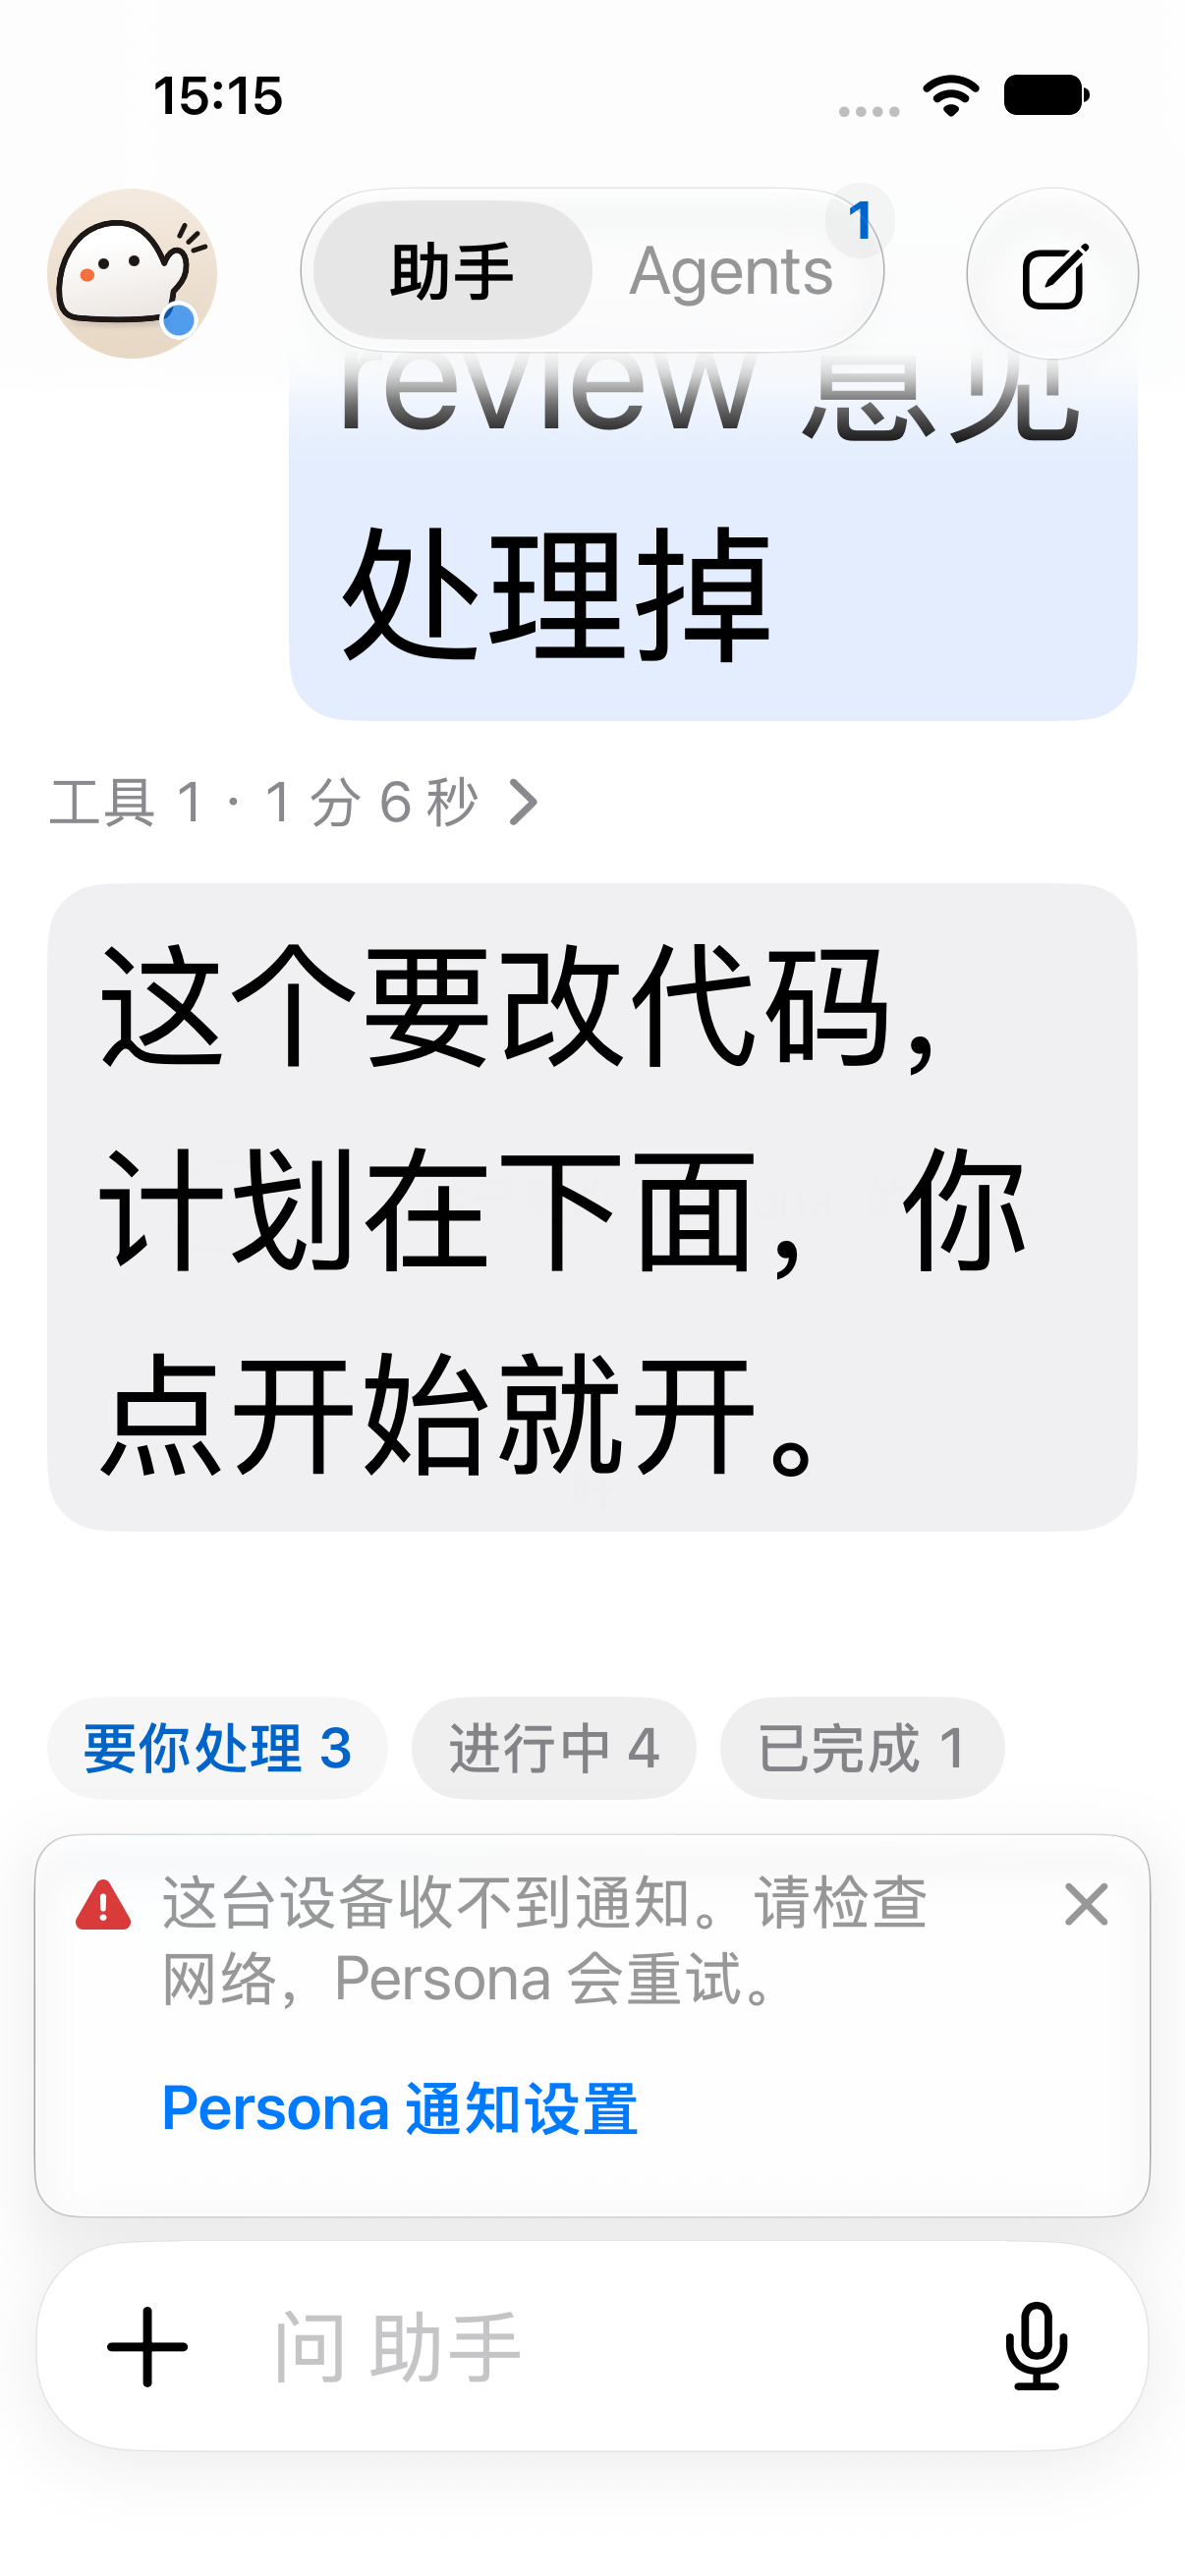 15:15
助手
Agents
1
review 意见
处理掉
工具 1 · 1 分 6 秒
这个要改代码，
计划在下面，你
点开始就开。
要你处理 3
进行中 4
已完成 1
这台设备收不到通知。请检查
网络，Persona 会重试。
Persona 通知设置
问 助手